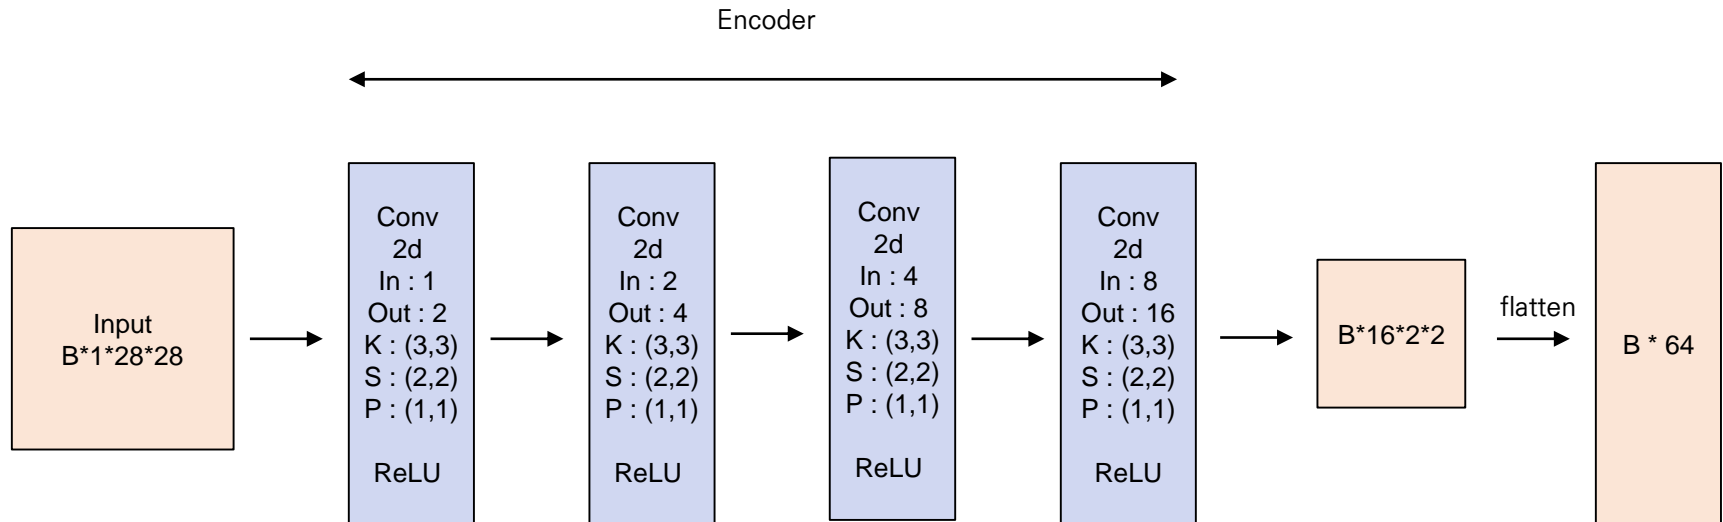 Encoder
Input
B*1*28*28
Conv
2d
In : 1
Out : 2
K : (3,3)
S : (2,2)
P : (1,1)
ReLU
Conv
2d
In : 2
Out : 4
K : (3,3)
S : (2,2)
P : (1,1)
ReLU
Conv
2d
In : 4
Out : 8
K : (3,3)
S : (2,2)
P : (1,1)
ReLU
Conv
2d
In : 8
Out : 16
K : (3,3)
S : (2,2)
P : (1,1)
ReLU
B*16*2*2
flatten
B * 64